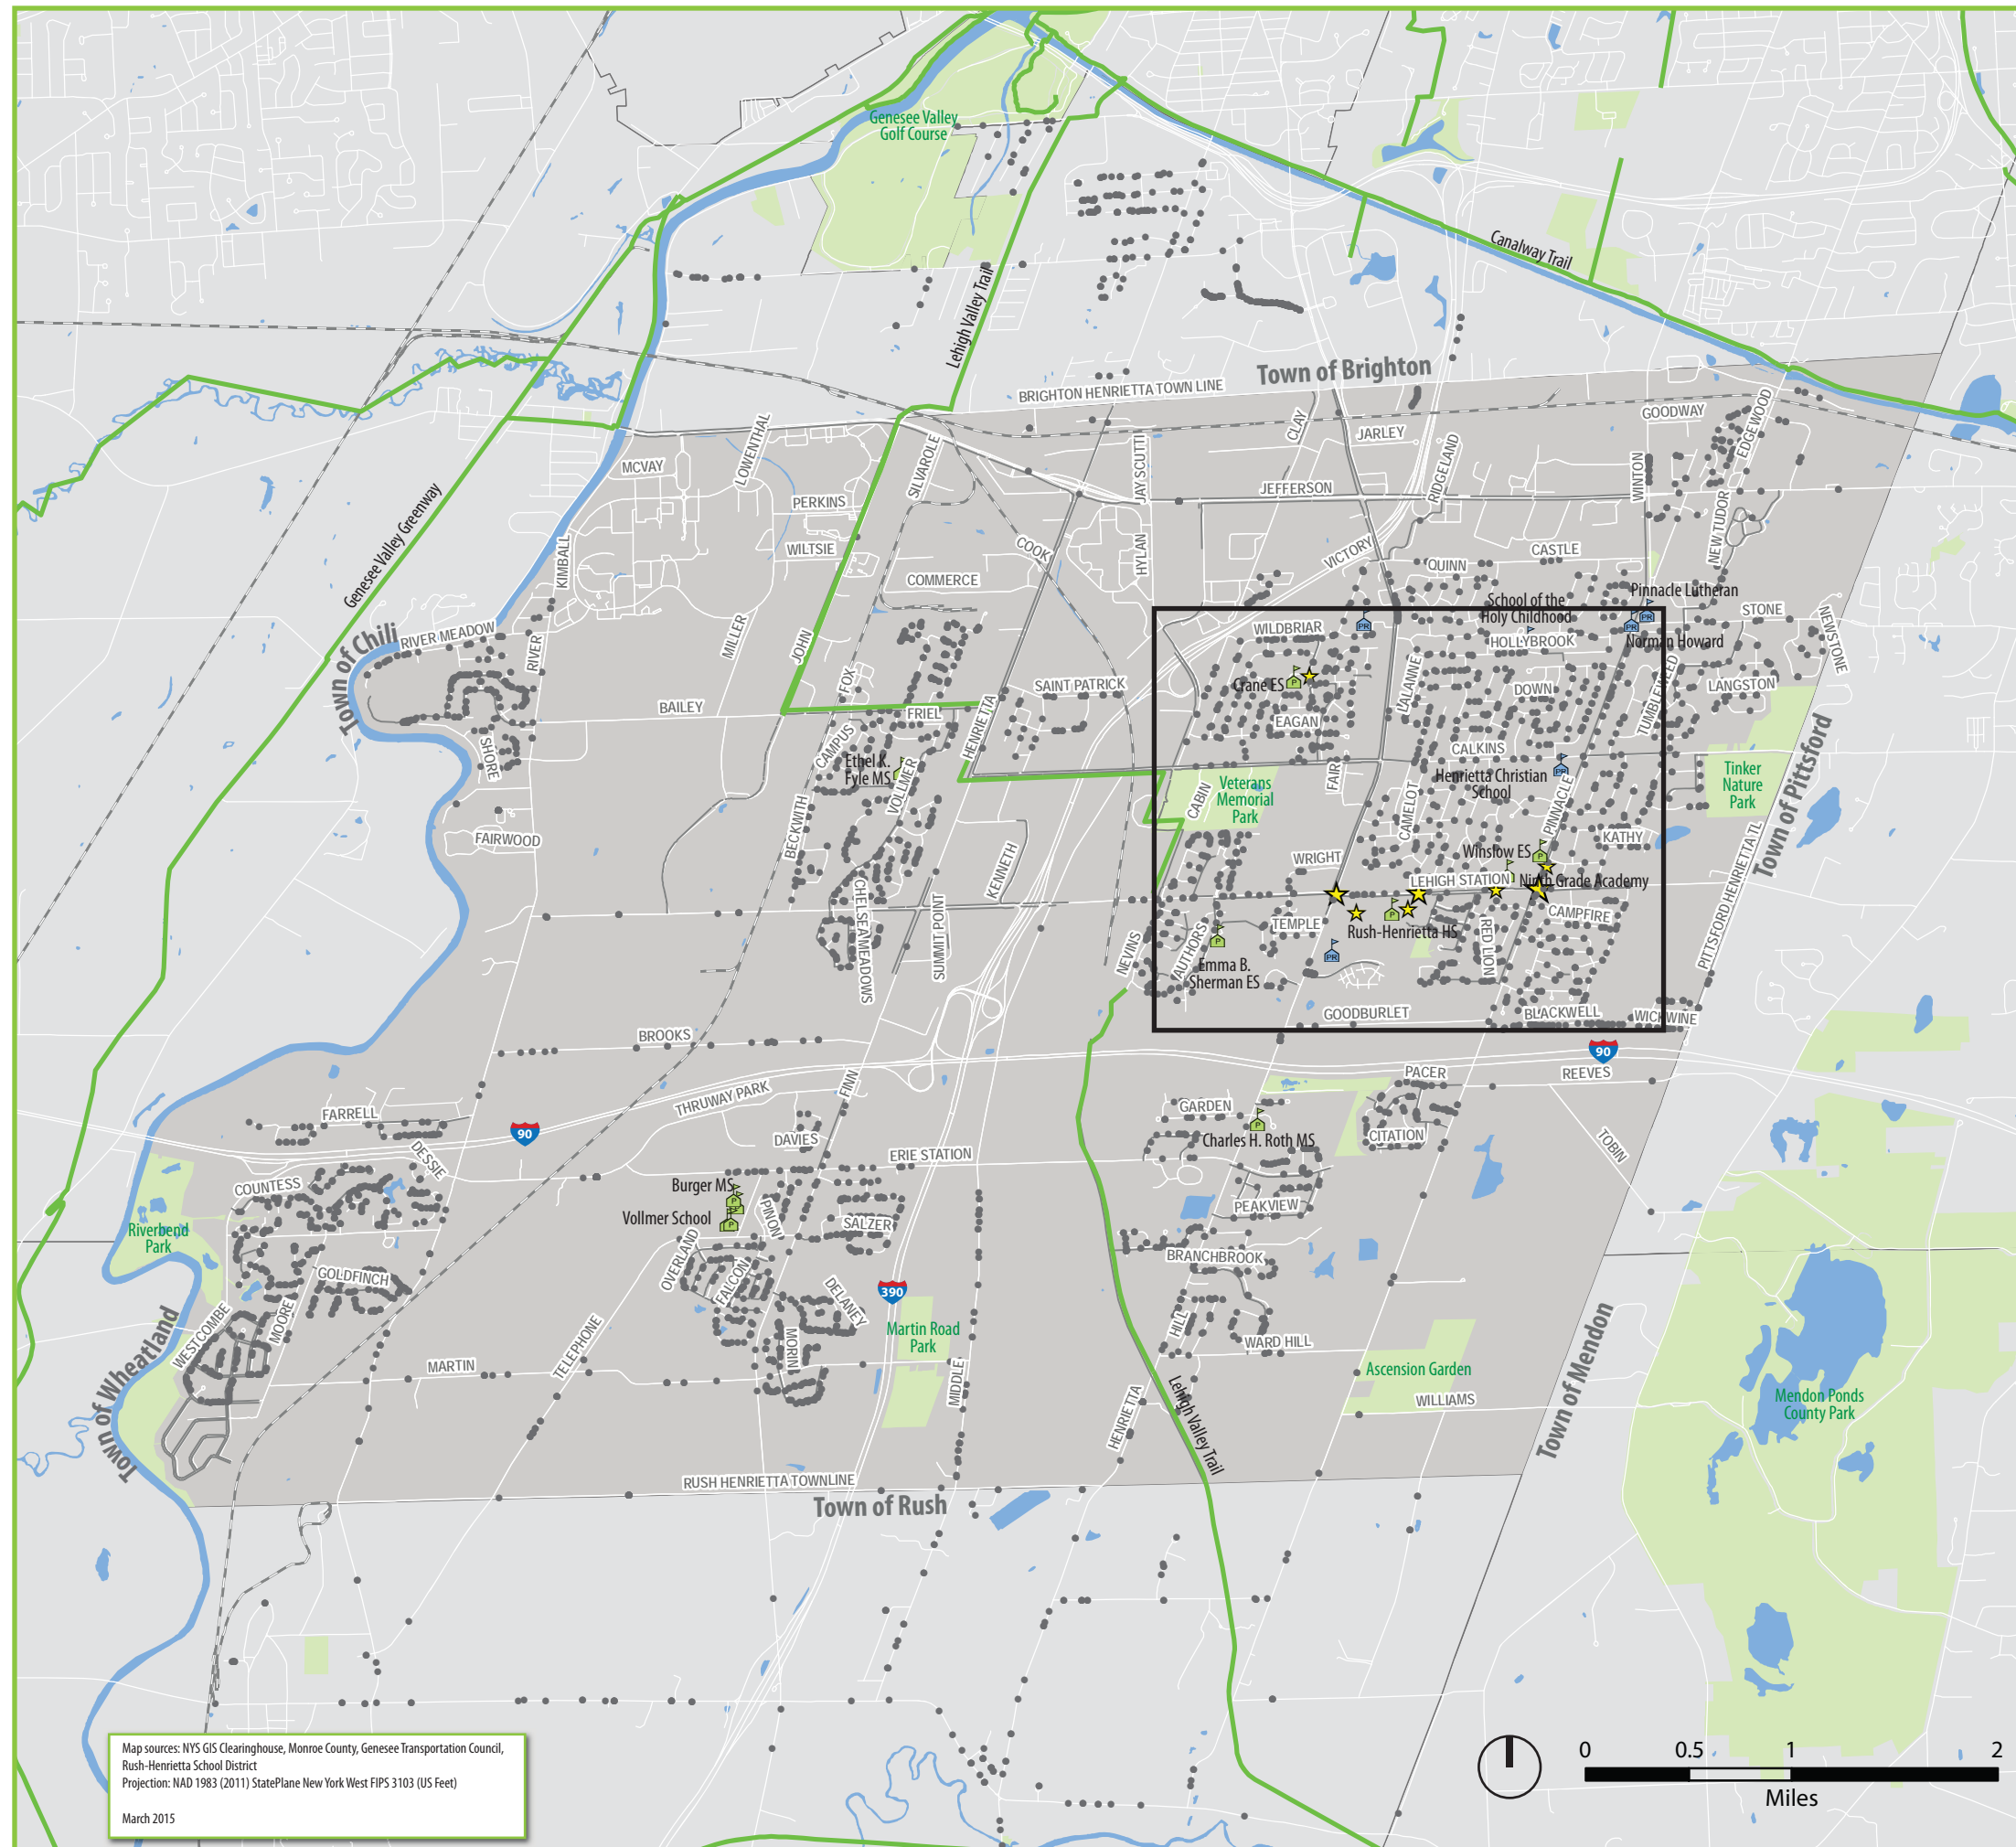 Genesee Valley
Golf Course
Canalway Trail
Lehigh Valley Trail
Town of Brighton
BRIGHTON HENRIETTA TOWN LINE
GOODWAY
EDGEWOOD
CLAY
JARLEY
LOWENTHAL
SILVAROLE
JAY SCUTTI
RIDGELAND
WINTON
MCVAY
JEFFERSON
PERKINS
NEW TUDOR
Genesee Valley Greenway
KIMBALL
WILTSIE
COOK
HYLAN
VICTORY
CASTLE
QUINN
COMMERCE
Pinnacle Lutheran
School of the
Holy Childhood
STONE
NEWSTONE
Town of Chili
RIVER MEADOW
RIVER
MILLER
JOHN
WILDBRIAR
HOLLYBROOK
Norman Howard
PR
PR
PR
FOX
SAINT PATRICK
Crane ES
P
LALANNE
DOWN
TUMBLEWEED
LANGSTON
BAILEY
FRIEL
HENRIETTA
EAGAN
CAMPUS
CALKINS
Town of Pittsford
SHORE
Ethel K.
Fyle MS
VOLLMER
FAIR
Henrietta Christian
School
PR
Tinker
Nature
Park
Veterans
Memorial
Park
CABIN
CAMELOT
PINNACLE
FAIRWOOD
BECKWITH
KENNETH
WRIGHT
Winslow ES
P
KATHY
PITTSFORD HENRIETTA TL
LEHIGH STATION
Ninth Grade Academy
CHELSEA MEADOWS
SUMMIT POINT
TEMPLE
P
Rush-Henrietta HS
CAMPFIRE
RED LION
NEVINS
AUTHORS
P
PR
Emma B.
Sherman ES
GOODBURLET
BLACKWELL
WICKWINE
BROOKS
90
PACER
REEVES
THRUWAY PARK
FINN
GARDEN
P
FARRELL
90
DAVIES
Charles H. Roth MS
CITATION
TOBIN
DESSIE
ERIE STATION
COUNTESS
Burger MS
P
Vollmer School
P
PINON
SALZER
PEAKVIEW
Riverbend
Park
OVERLAND
BRANCHBROOK
GOLDFINCH
FALCON
DELANEY
390
Town of Wheatland
WESTCOMBE
MOORE
TELEPHONE
MORIN
Martin Road
Park
HILL
WARD HILL
Town of Mendon
MARTIN
MIDDLE
Ascension Garden
WILLIAMS
Mendon Ponds
County Park
HENRIETTA
Lehigh Valley Trail
RUSH HENRIETTA TOWNLINE
Town of Rush
Map sources: NYS GIS Clearinghouse, Monroe County, Genesee Transportation Council,
Rush-Henrietta School District
Projection: NAD 1983 (2011) StatePlane New York West FIPS 3103 (US Feet)
March 2015
0 0.5 1 2
Miles